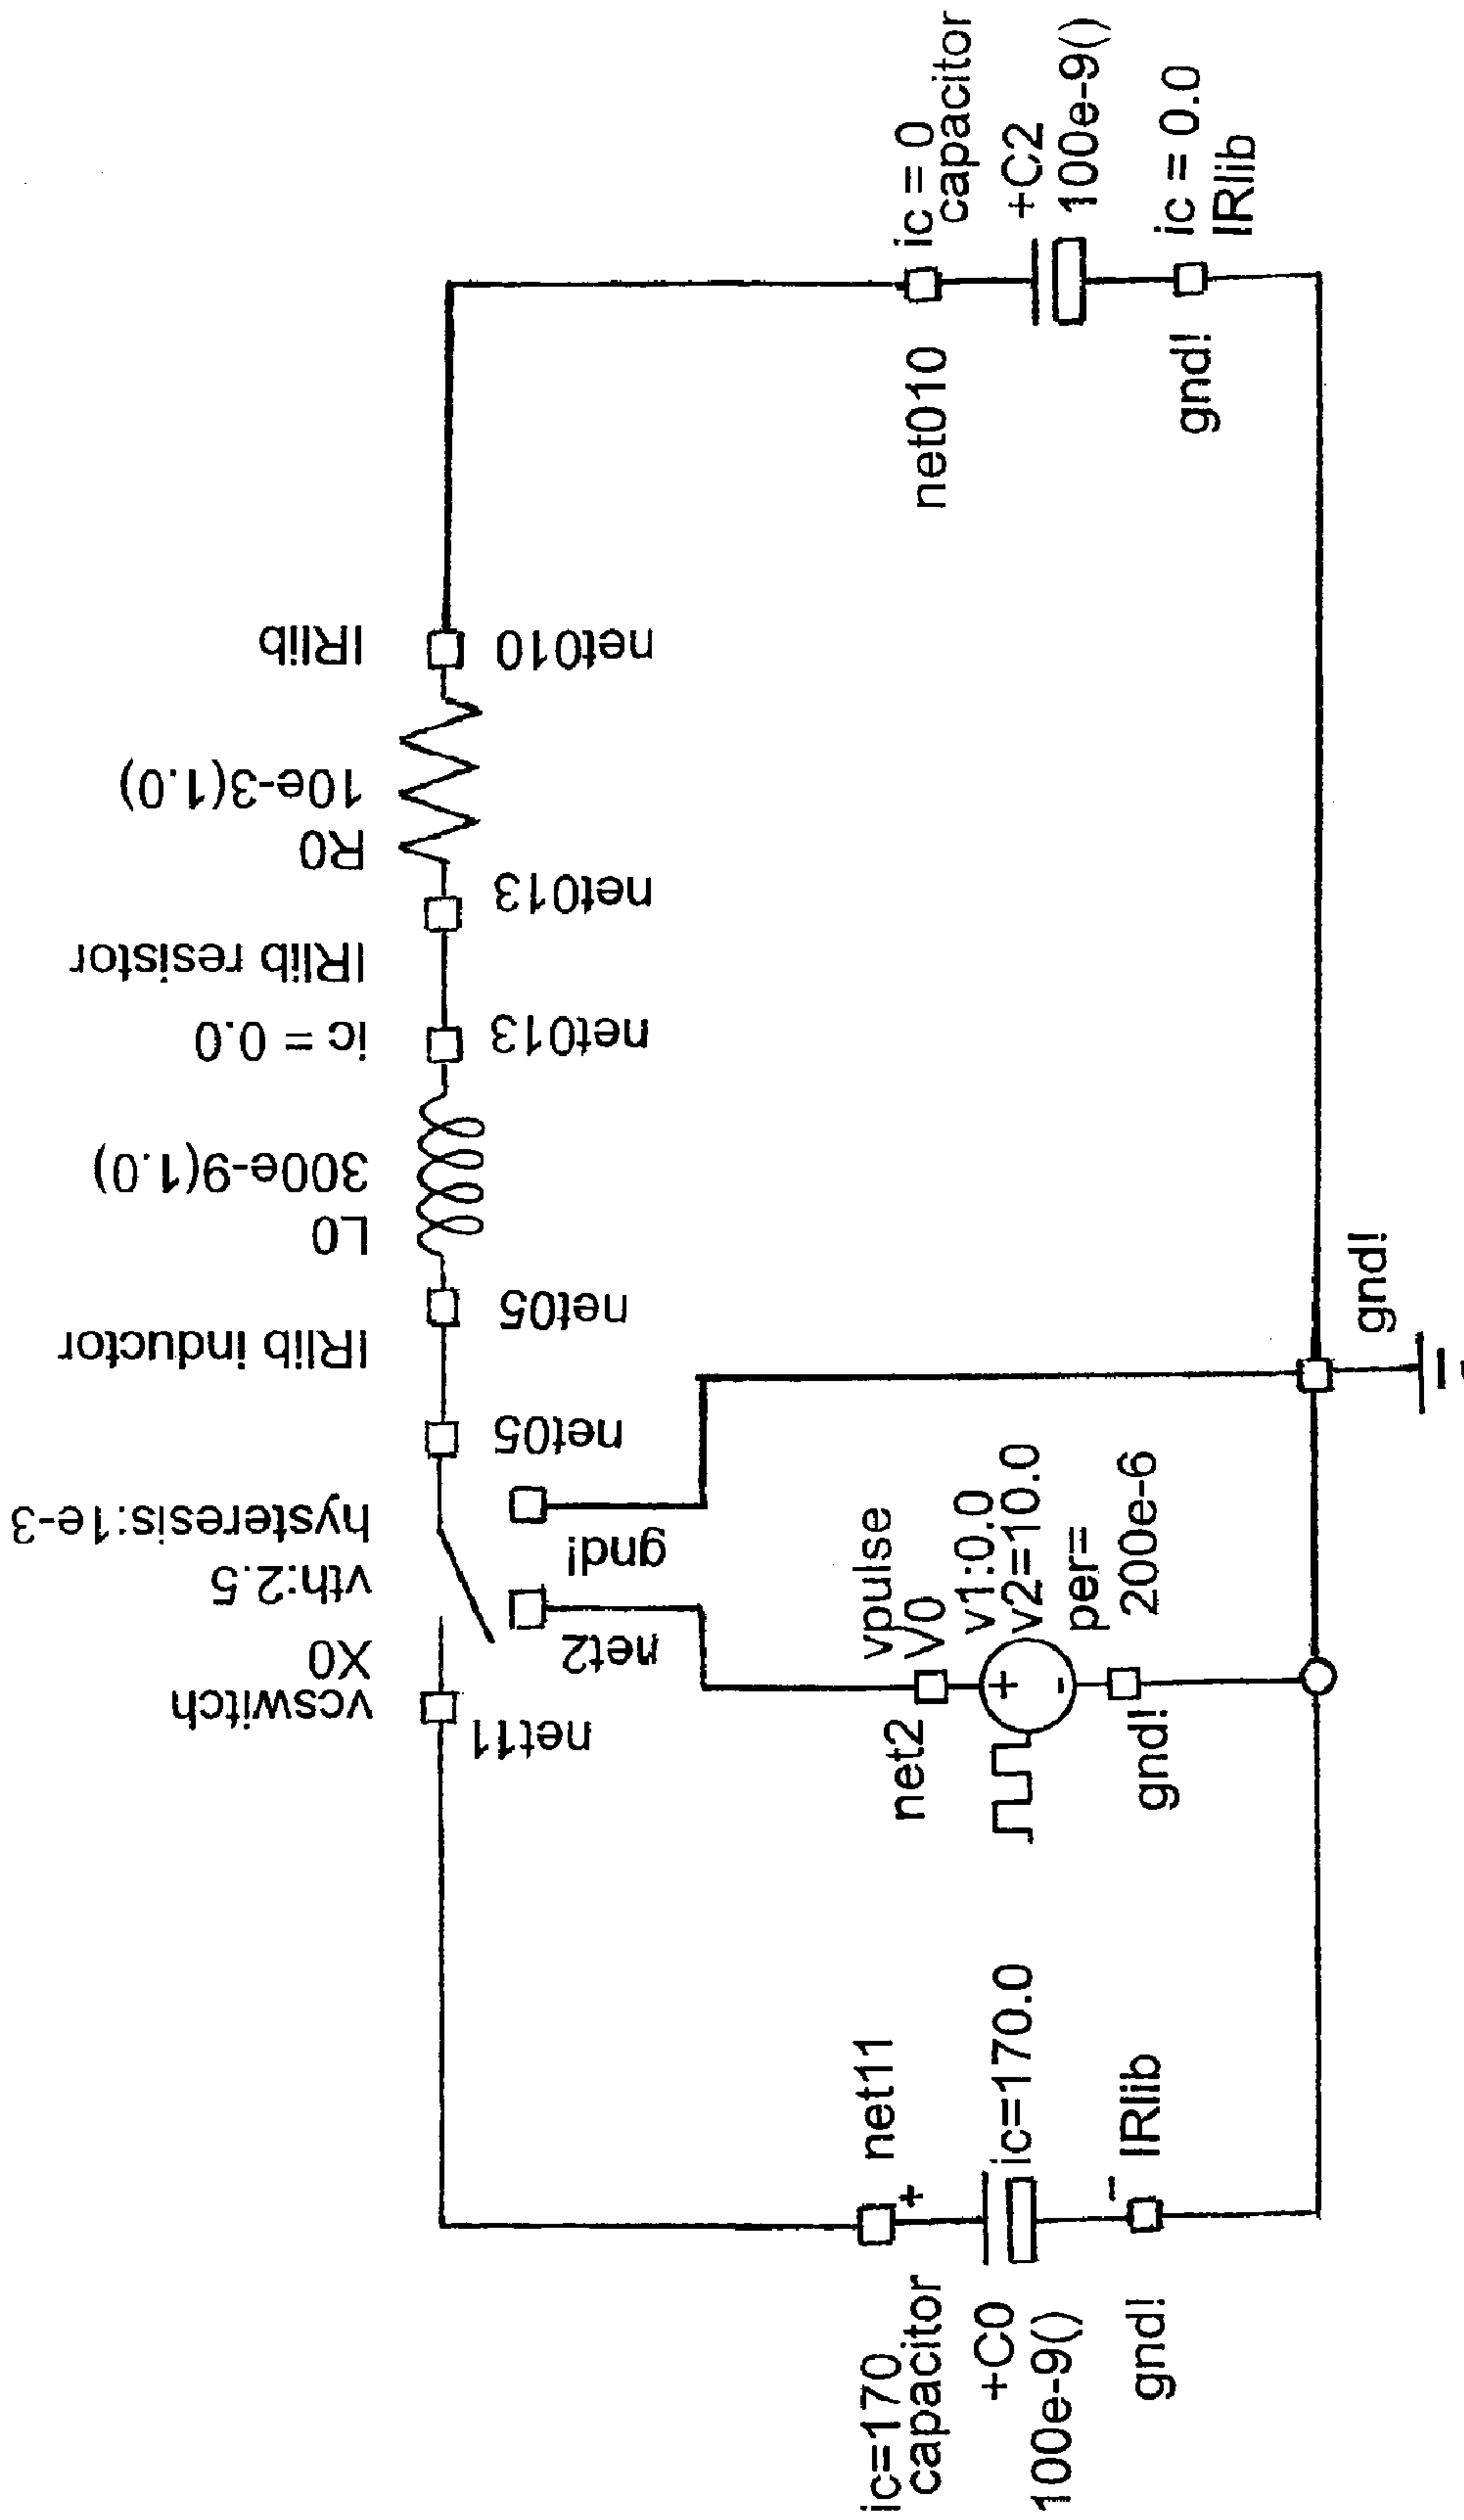 ic=170
capacitor
+C0
100e-9()
gnd!
net11
+
ic=170.0
-
IRlib
vcswitch
X0
vth:2.5
hysteresis:1e-3
net11
net2
gnd!
net05
net2
vpulse
V0
v1:0.0
v2=10.0
per=
200e-6
+
-
gnd!
IRlib inductor
net05
L0
300e-9(1.0)
ic = 0.0
net013
IRlib resistor
net013
R0
10e-3(1.0)
IRlib
net010
gnd!
net010
ic = 0
capacitor
+C2
100e-9()
gnd!
ic = 0.0
IRlib